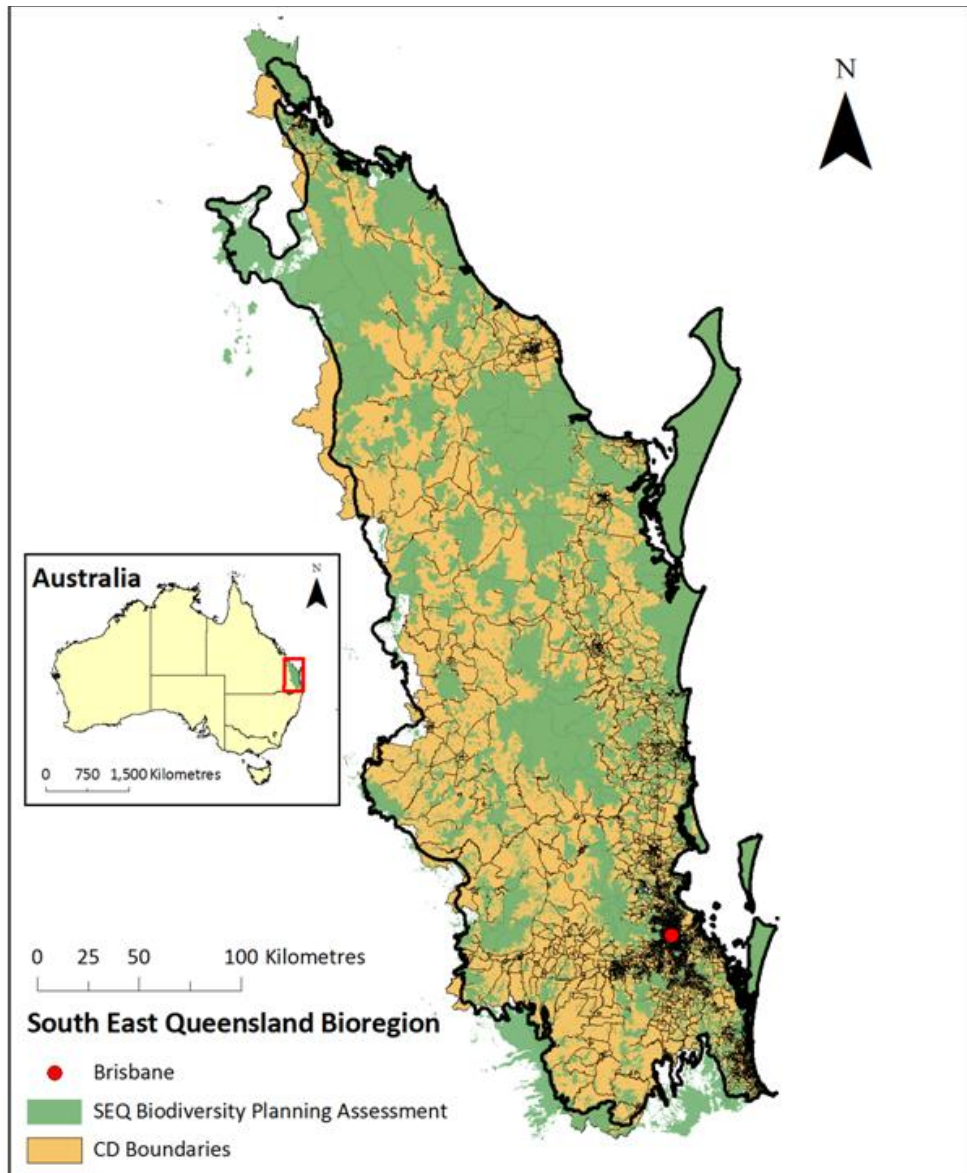 N
Australia
N
0 750 1,500 Kilometres
0 25 50 100 Kilometres
South East Queensland Bioregion
Brisbane
SEQ Biodiversity Planning Assessment
CD Boundaries